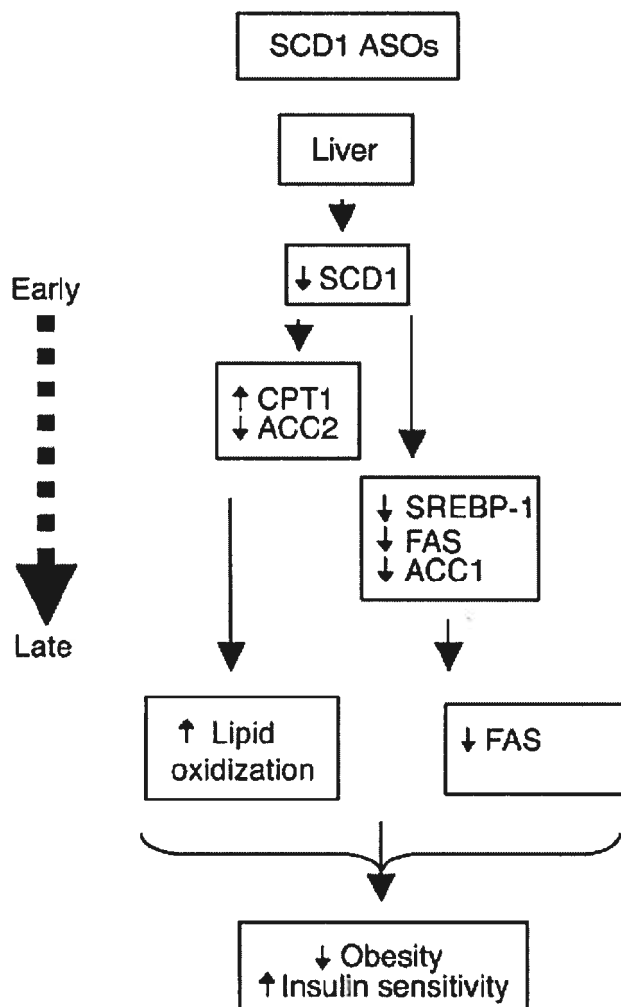 SCD1 ASOs
Liver
↓ SCD1
Early
↑ CPT1
↓ ACC2
↓ SREBP-1
↓ FAS
↓ ACC1
Late
↑ Lipid
oxidization
↓ FAS
↓ Obesity
↑ Insulin sensitivity